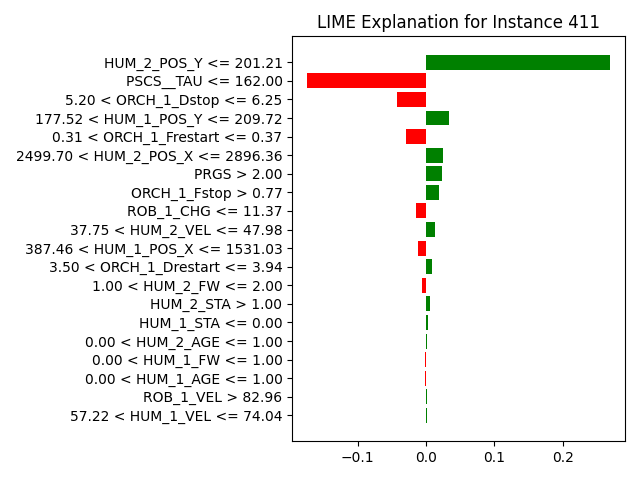 LIME Explanation for Instance 411
HUM_2_POS_Y <= 201.21
PSCS__TAU <= 162.00
5.20 < ORCH_1_Dstop <= 6.25
177.52 < HUM_1_POS_Y <= 209.72
0.31 < ORCH_1_Frestart <= 0.37
2499.70 < HUM_2_POS_X <= 2896.36
PRGS > 2.00
ORCH_1_Fstop > 0.77
ROB_1_CHG <= 11.37
37.75 < HUM_2_VEL <= 47.98
387.46 < HUM_1_POS_X <= 1531.03
3.50 < ORCH_1_Drestart <= 3.94
1.00 < HUM_2_FW <= 2.00
HUM_2_STA > 1.00
HUM_1_STA <= 0.00
0.00 < HUM_2_AGE <= 1.00
0.00 < HUM_1_FW <= 1.00
0.00 < HUM_1_AGE <= 1.00
ROB_1_VEL > 82.96
57.22 < HUM_1_VEL <= 74.04
−0.1 0.0 0.1 0.2